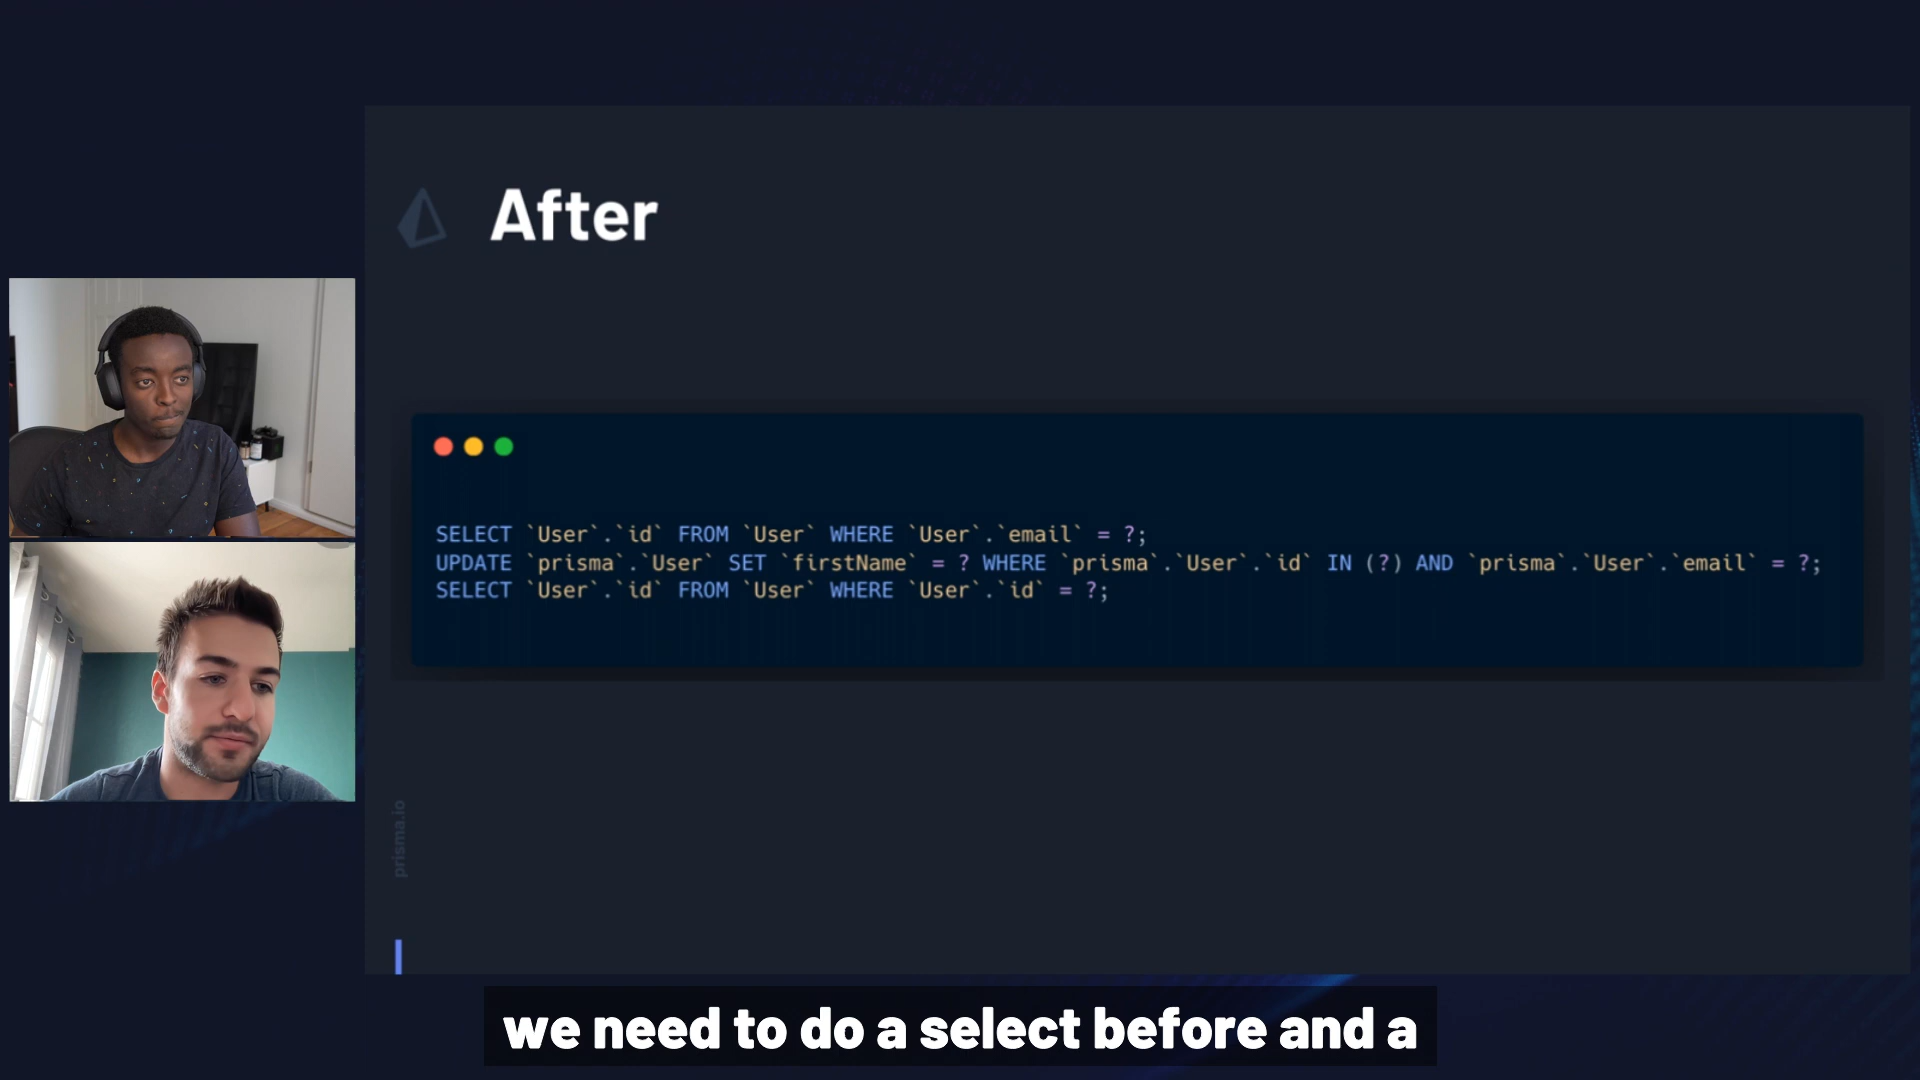 After
SELECT `User`.`id` FROM `User` WHERE `User`.`email` = ?;
UPDATE `prisma`.`User` SET `firstName` = ? WHERE `prisma`.`User`.`id` IN (?) AND `prisma`.`User`.`email` = ?;
SELECT `User`.`id` FROM `User` WHERE `User`.`id` = ?;
prisma.io
we need to do a select before and a